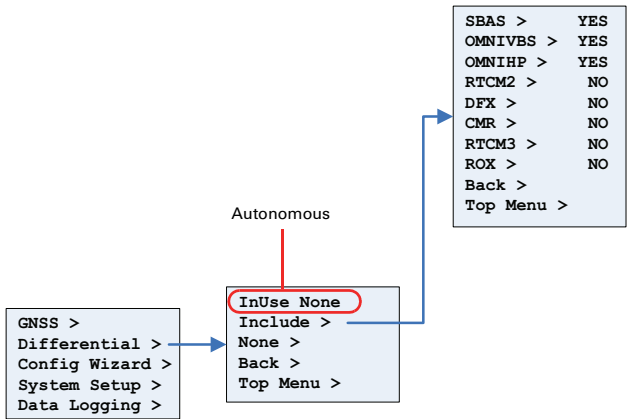 SBAS > YES
OMNIVBS > YES
OMNIHP > YES
RTCM2 > NO
DFX > NO
CMR > NO
RTCM3 > NO
ROX > NO
Back >
Top Menu >
Autonomous
InUse None
Include >
None >
Back >
Top Menu >
GNSS >
Differential >
Config Wizard >
System Setup >
Data Logging >